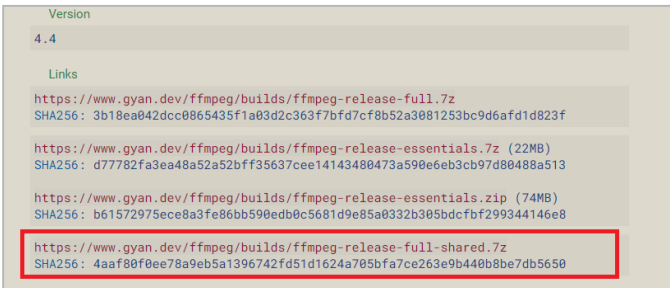 Version
4.4
Links
https://www.gyan.dev/ffmpeg/builds/ffmpeg-release-full.7z
SHA256: 3b18ea042dcc0865435f1a03d2c363f7bfd7cf8b52a3081253bc9d6afd1d823f
https://www.gyan.dev/ffmpeg/builds/ffmpeg-release-essentials.7z (22MB)
SHA256: d77782fa3ea48a52a52bff35637cee14143480473a590e6eb3cb97d80488a513
https://www.gyan.dev/ffmpeg/builds/ffmpeg-release-essentials.zip (74MB)
SHA256: b61572975ece8a3fe86bb590edb0c5681d9e85a0332b305bdcfbf299344146e8
https://www.gyan.dev/ffmpeg/builds/ffmpeg-release-full-shared.7z
SHA256: 4aaf80f0ee78a9eb5a1396742fd51d1624a705bfa7ce263e9b440b8be7db5650